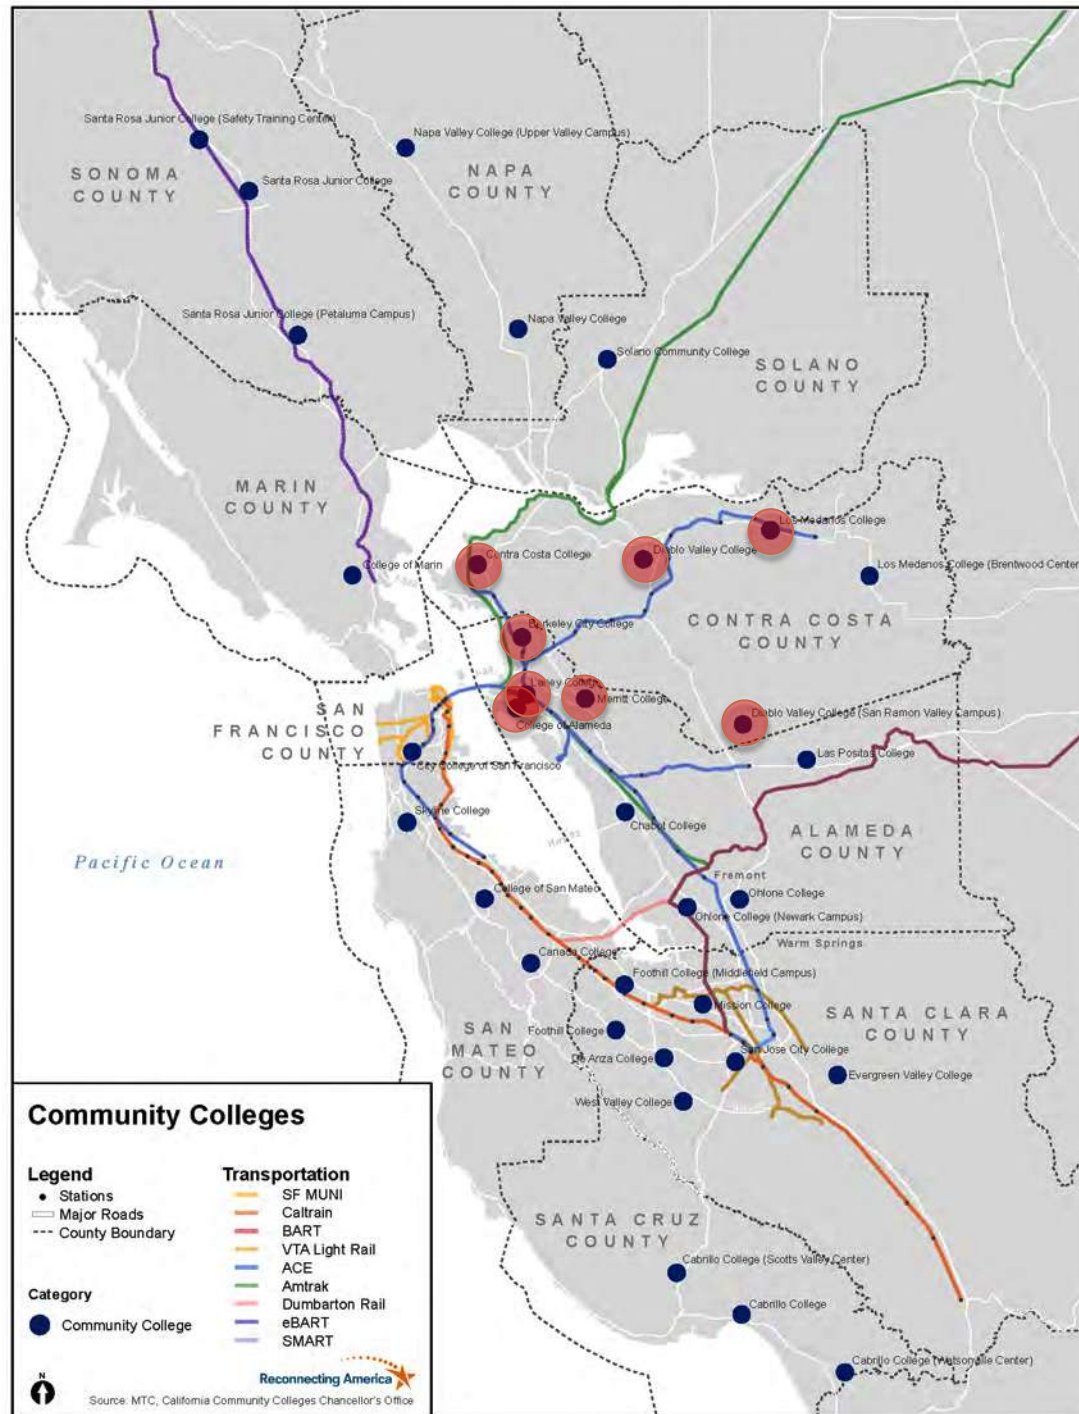 Santa Rosa Junior College (Safety Training Center)
Napa Valley College (Upper Valley Campus)
SONOMA
COUNTY
NAPA
COUNTY
Santa Rosa Junior College
Santa Rosa Junior College (Petaluma Campus)
Napa Valley College
Solano Community College
SOLANO
COUNTY
MARIN
COUNTY
Los Medanos College
Contra Costa College
Diablo Valley College
College of Marin
Los Medanos College (Brentwood Center
CONTRA COSTA
COUNTY
Berkeley City College
Laney College
Merritt College
College of Alameda
Diablo Valley College (San Ramon Valley Campus)
SAN
FRANCISCO
COUNTY
City College of San Francisco
Las Positas College
Skyline College
Chabot College
ALAMEDA
COUNTY
Pacific Ocean
Fremont
College of San Mateo
Ohlone College
Ohlone College (Newark Campus)
Warm Springs
Canada College
Foothill College (Middlefield Campus)
Mission College
SANTA CLARA
COUNTY
SAN
MATEO
COUNTY
Foothill College
De Anza College
San Jose City College
Evergreen Valley College
West Valley College
SANTA CRUZ
COUNTY
Cabrillo College (Scotts Valley Center)
Cabrillo College
Cabrillo College (Watsonville Center)
Community Colleges
Legend
Stations
Major Roads
County Boundary
Category
Community College
Transportation
SF MUNI
Caltrain
BART
VTA Light Rail
ACE
Amtrak
Dumbarton Rail
eBART
SMART
N
Reconnecting America
Source: MTC, California Community Colleges Chancellor's Office